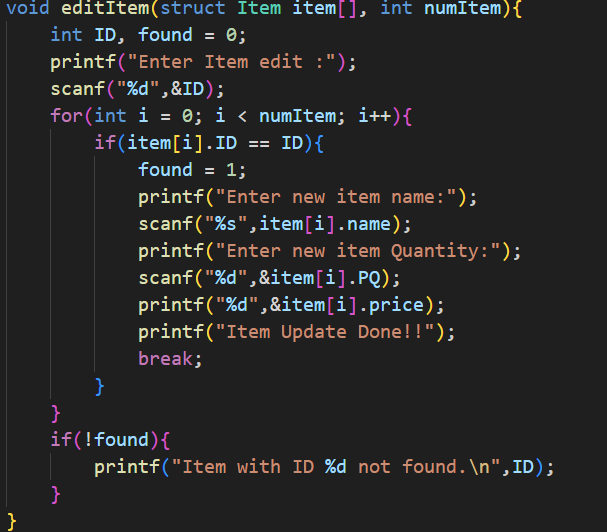 void editItem(struct Item item[], int numItem){
    int ID, found = 0;
    printf("Enter Item edit :");
    scanf("%d",&ID);
    for(int i = 0; i < numItem; i++){
        if(item[i].ID == ID){
            found = 1;
            printf("Enter new item name:");
            scanf("%s",item[i].name);
            printf("Enter new item Quantity:");
            scanf("%d",&item[i].PQ);
            printf("%d",&item[i].price);
            printf("Item Update Done!!");
            break;
        }
    }
    if(!found){
        printf("Item with ID %d not found.\n",ID);
    }
}